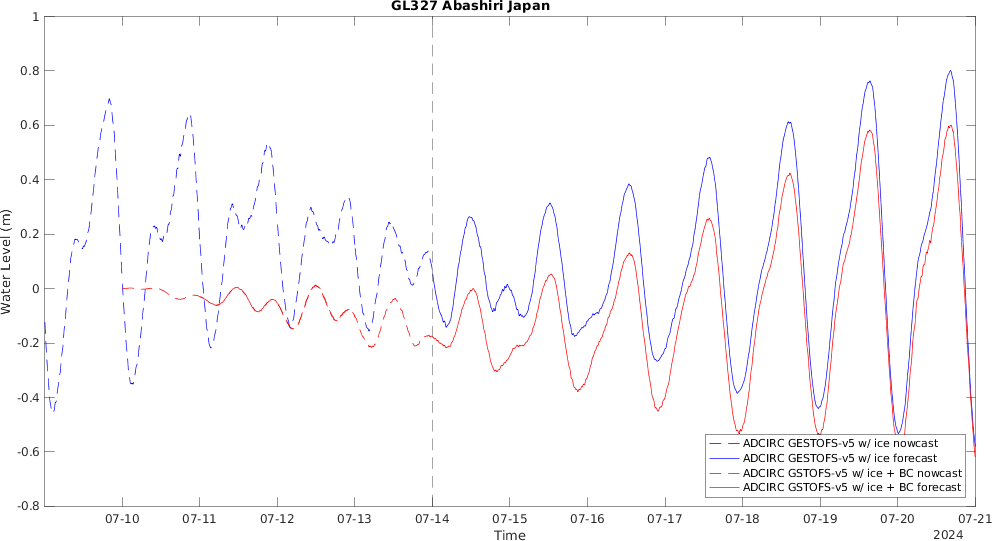 GL327 Abashiri Japan
Water Level (m)
1
0.8
0.6
0.4
0.2
0
-0.2
-0.4
-0.6
-0.8
ADCIRC GESTOFS-v5 w/ ice nowcast
ADCIRC GESTOFS-v5 w/ ice forecast
ADCIRC GSTOFS-v5 w/ ice + BC nowcast
ADCIRC GSTOFS-v5 w/ ice + BC forecast
07-10 07-11 07-12 07-13 07-14 07-15 07-16 07-17 07-18 07-19 07-20 07-21
Time
2024